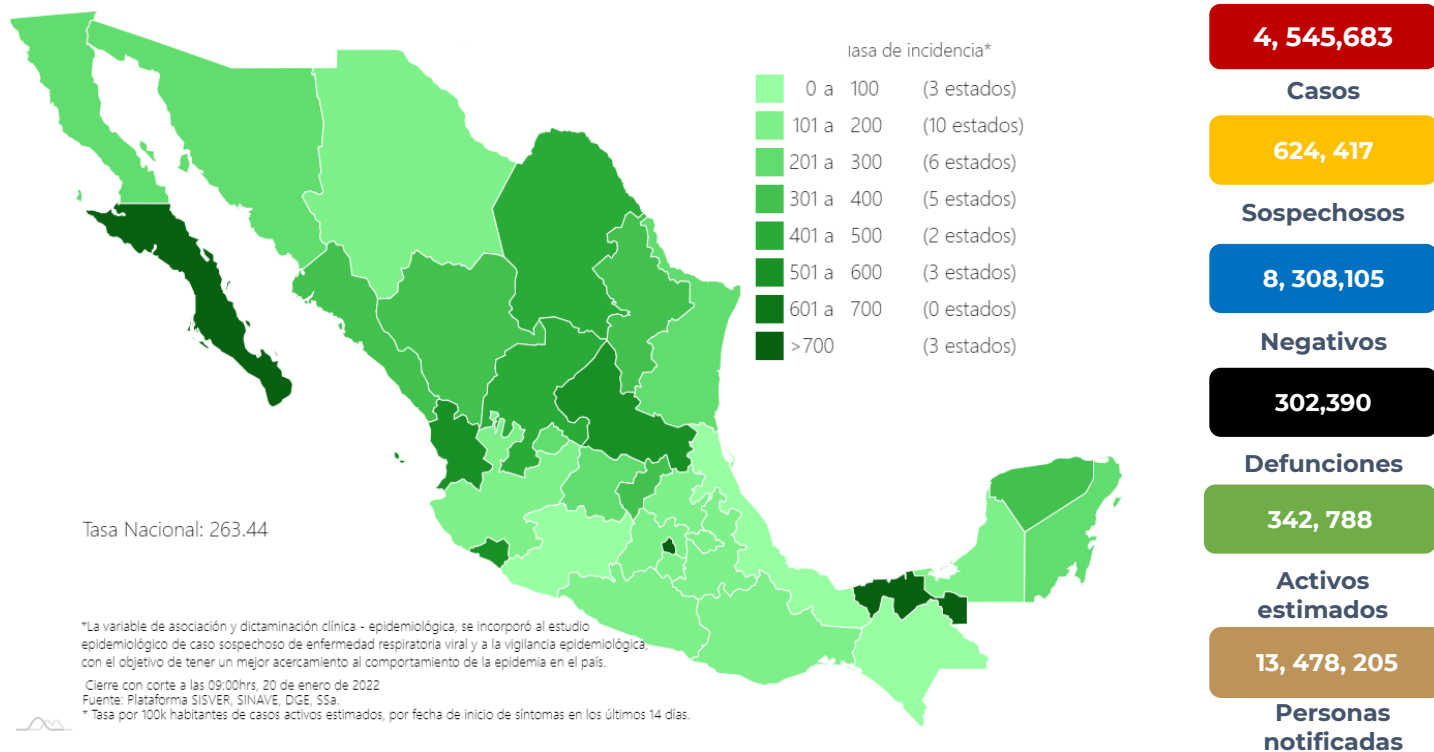 Tasa de incidencia*
0 a 100 (3 estados)
101 a 200 (10 estados)
201 a 300 (6 estados)
301 a 400 (5 estados)
401 a 500 (2 estados)
501 a 600 (3 estados)
601 a 700 (0 estados)
>700 (3 estados)
Tasa Nacional: 263.44
*La variable de asociación y dictaminación clínica - epidemiológica, se incorporó al estudio
epidemiológico de caso sospechoso de enfermedad respiratoria viral y a la vigilancia epidemiológica,
con el objetivo de tener un mejor acercamiento al comportamiento de la epidemia en el país.
Cierre con corte a las 09:00hrs, 20 de enero de 2022
Fuente: Plataforma SISVER, SINAVE, DGE, SSa.
* Tasa por 100k habitantes de casos activos estimados, por fecha de inicio de síntomas en los últimos 14 días.
4, 545,683
Casos
624, 417
Sospechosos
8, 308,105
Negativos
302,390
Defunciones
342, 788
Activos
estimados
13, 478, 205
Personas
notificadas